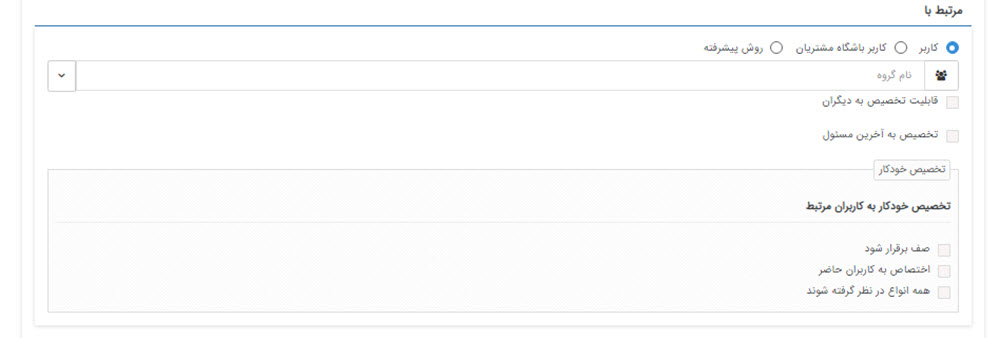 مرتبط با
کاربر کاربر باشگاه مشتریان روش پیشرفته
نام گروه
قابلیت تخصیص به دیگران
تخصیص به آخرین مسئول
تخصیص خودکار
تخصیص خودکار به کاربران مرتبط
صف برقرار شود
اختصاص به کاربران حاضر
همه انواع در نظر گرفته شوند